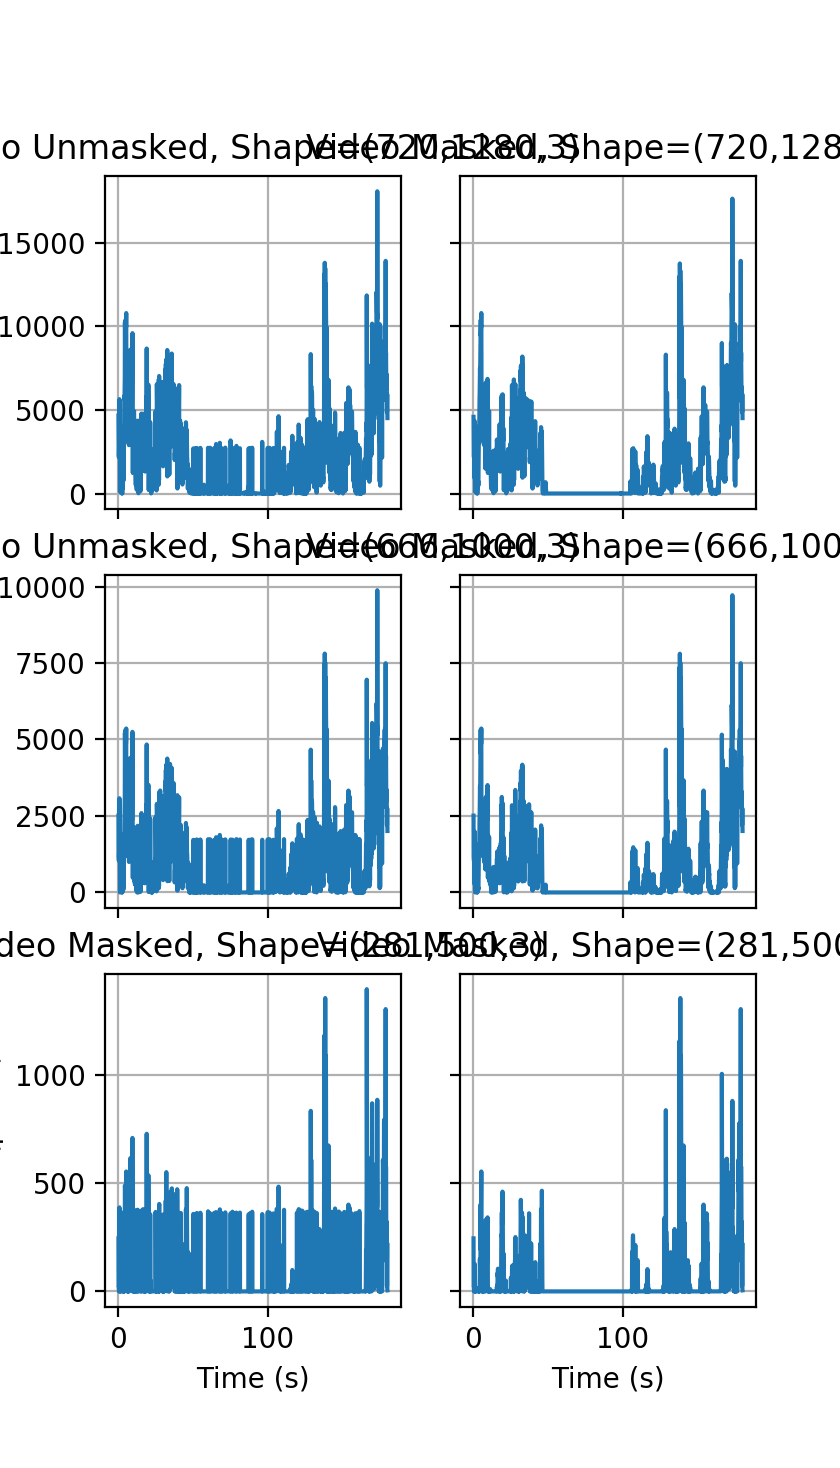 o Unmasked, Shape=(720,1280,3)
Video Masked, Shape=(720,128
15000
10000
5000
0
o Unmasked, Shape=(666,1000,3)
Video Masked, Shape=(666,100
10000
7500
5000
2500
0
deo Masked, Shape=(281,500,3)
Video Masked, Shape=(281,500
1000
500
0
0 100
0 100
Time (s)
Time (s)